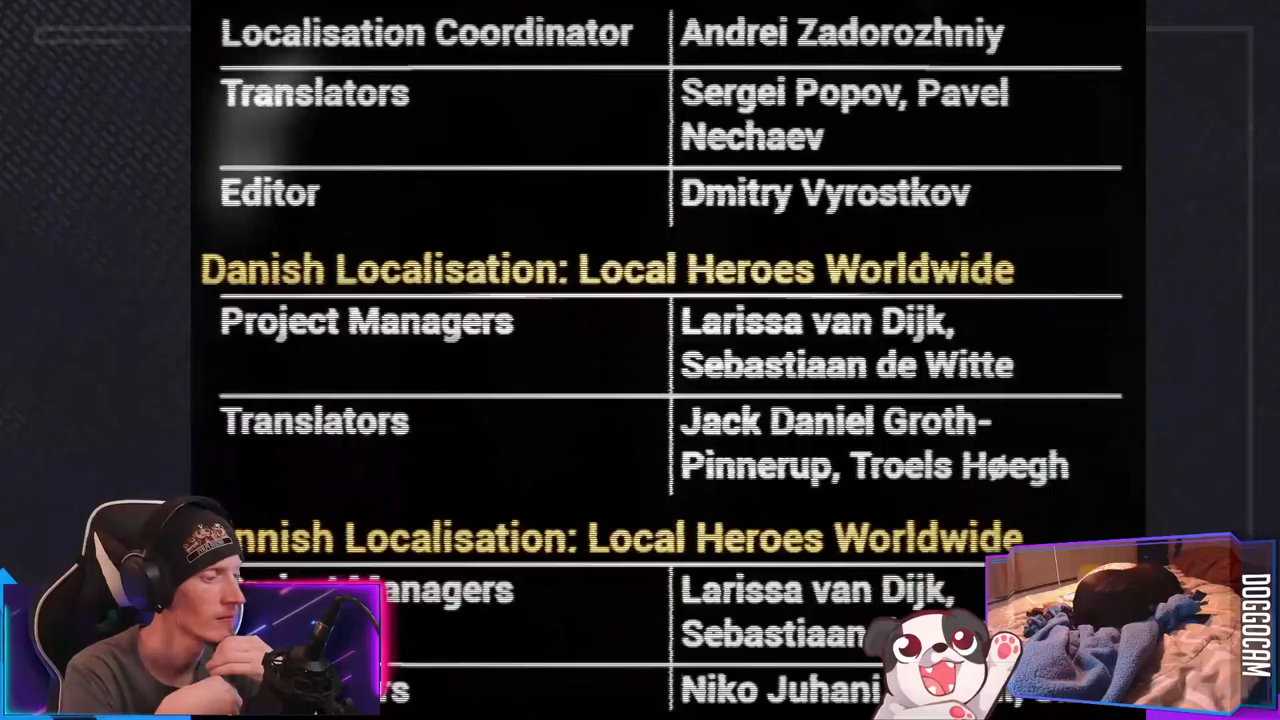 Localisation Coordinator Andrei Zadorozhniy
Translators Sergei Popov, Pavel
Nechaev
Editor Dmitry Vyrostkov
Danish Localisation: Local Heroes Worldwide
Project Managers Larissa van Dijk,
Sebastiaan de Witte
Translators Jack Daniel Groth-
Pinnerup, Troels Høegh
nnish Localisation: Local Heroes Worldwide
Managers Larissa van Dijk,
Sebastiaan
rs Niko Juhani
DOGGOCAM